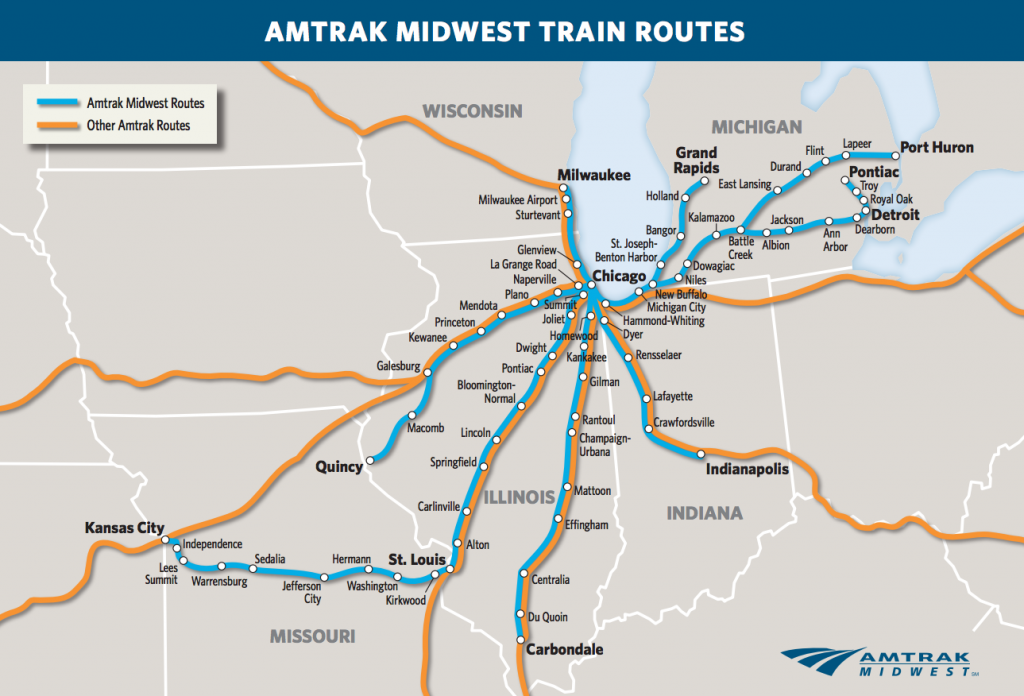 AMTRAK MIDWEST TRAIN ROUTES
Amtrak Midwest Routes
Other Amtrak Routes
WISCONSIN
MICHIGAN
Milwaukee
Milwaukee Airport
Sturtevant
Glenview
La Grange Road
Naperville
Plano
Mendota
Princeton
Kewanee
Galesburg
Macomb
Quincy
Chicago
Summit
Joliet
Dwight
Pontiac
Bloomington-
Normal
Lincoln
Springfield
Carlinville
Alton
St. Louis
Kirkwood
Washington
Hermann
Jefferson
City
Sedalia
Warrensburg
Lees
Summit
Independence
Kansas City
MISSOURI
ILLINOIS
Homewood
Kankakee
Gilman
Rantoul
Champaign-
Urbana
Mattoon
Effingham
Centralia
Du Quoin
Carbondale
Hammond-Whiting
Dyer
Rensselaer
Lafayette
Crawfordsville
Indianapolis
INDIANA
Michigan City
New Buffalo
Niles
Dowagiac
St. Joseph-
Benton Harbor
Bangor
Holland
Grand
Rapids
Kalamazoo
Battle
Creek
Albion
Jackson
Ann
Arbor
Dearborn
Detroit
Royal Oak
Troy
Pontiac
East Lansing
Durand
Flint
Lapeer
Port Huron
AMTRAK
MIDWEST SM